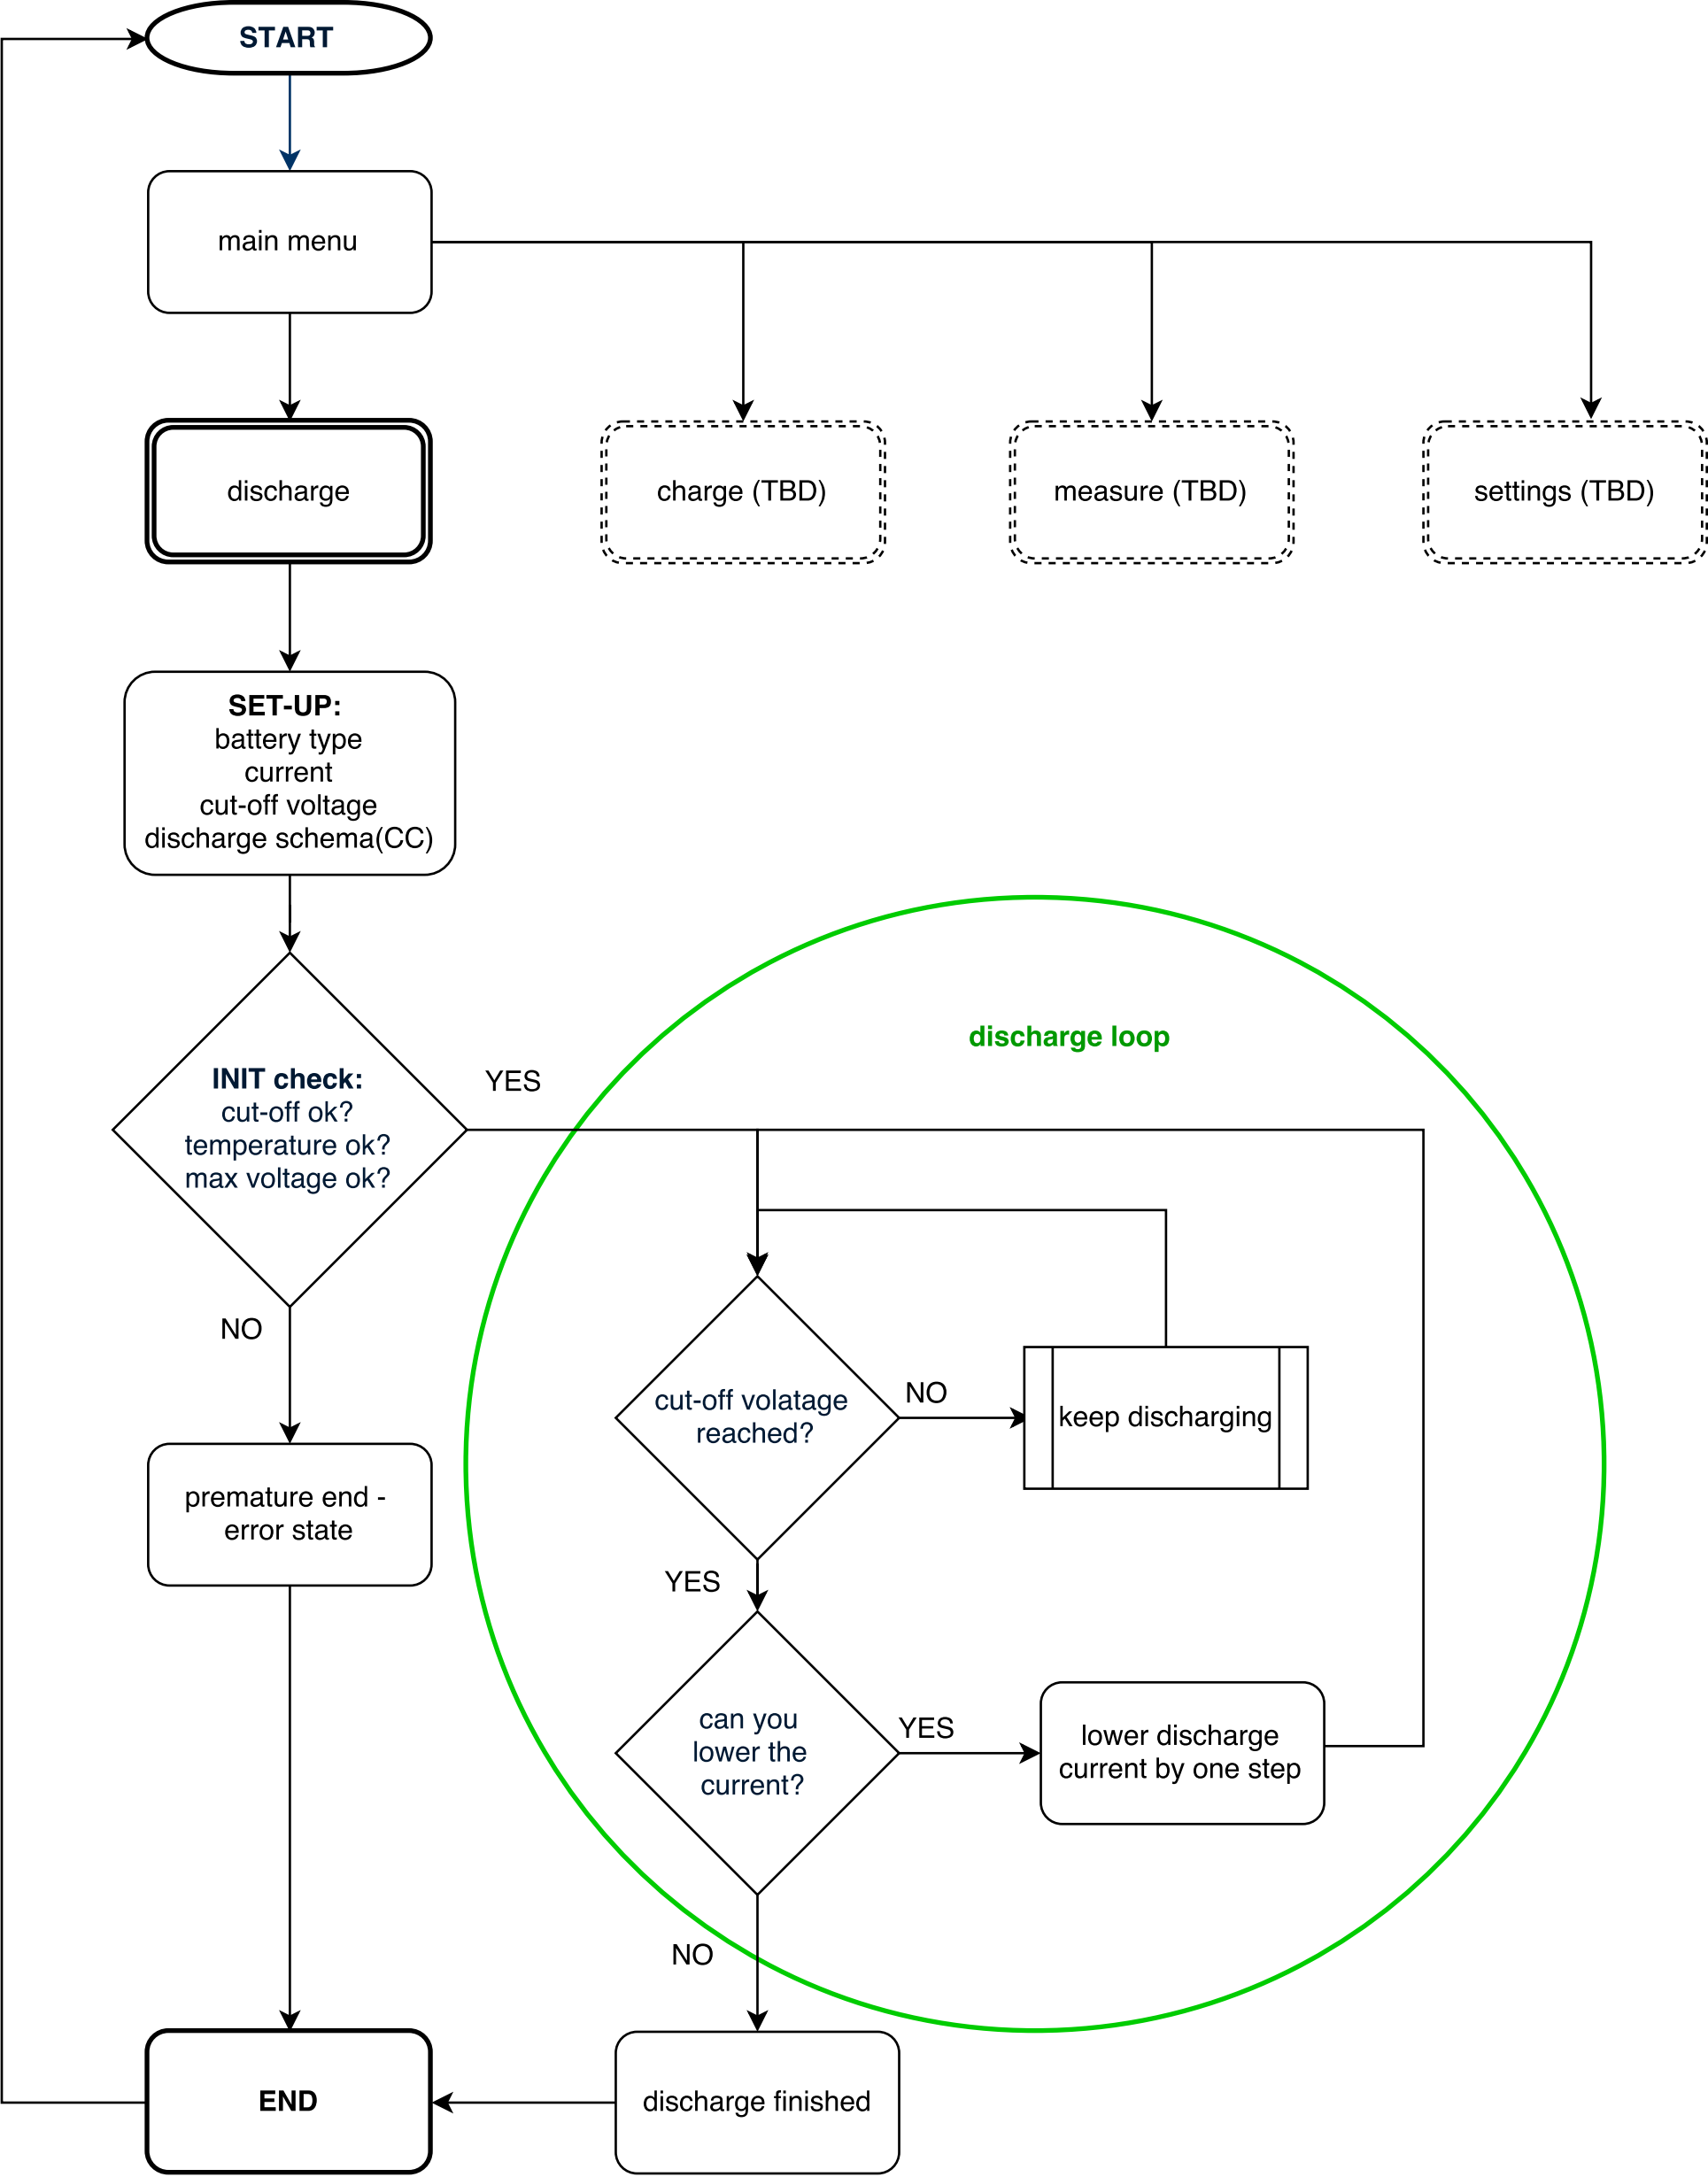 START
main menu
discharge
charge (TBD)
measure (TBD)
settings (TBD)
SET-UP:
battery type
current
cut-off voltage
discharge schema(CC)
discharge loop
INIT check:
cut-off ok?
temperature ok?
max voltage ok?
YES
NO
cut-off volatage
reached?
NO
keep discharging
premature end -
error state
YES
can you
lower the
current?
YES
lower discharge
current by one step
NO
END
discharge finished